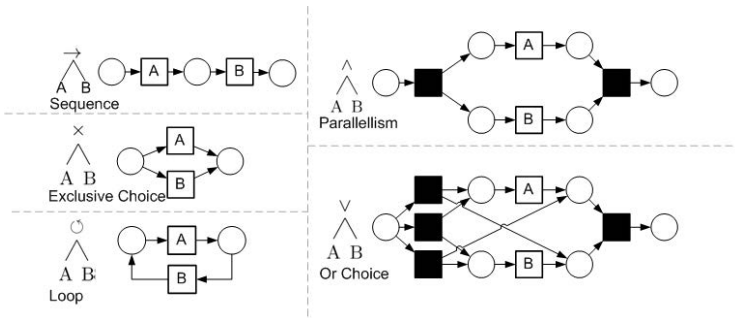 →
A B
A B
Sequence
×
A B
A
B
Exclusive Choice
↻
A B
A
B
Loop
∧
A B
A
B
Parallellism
∨
A B
A
B
Or Choice